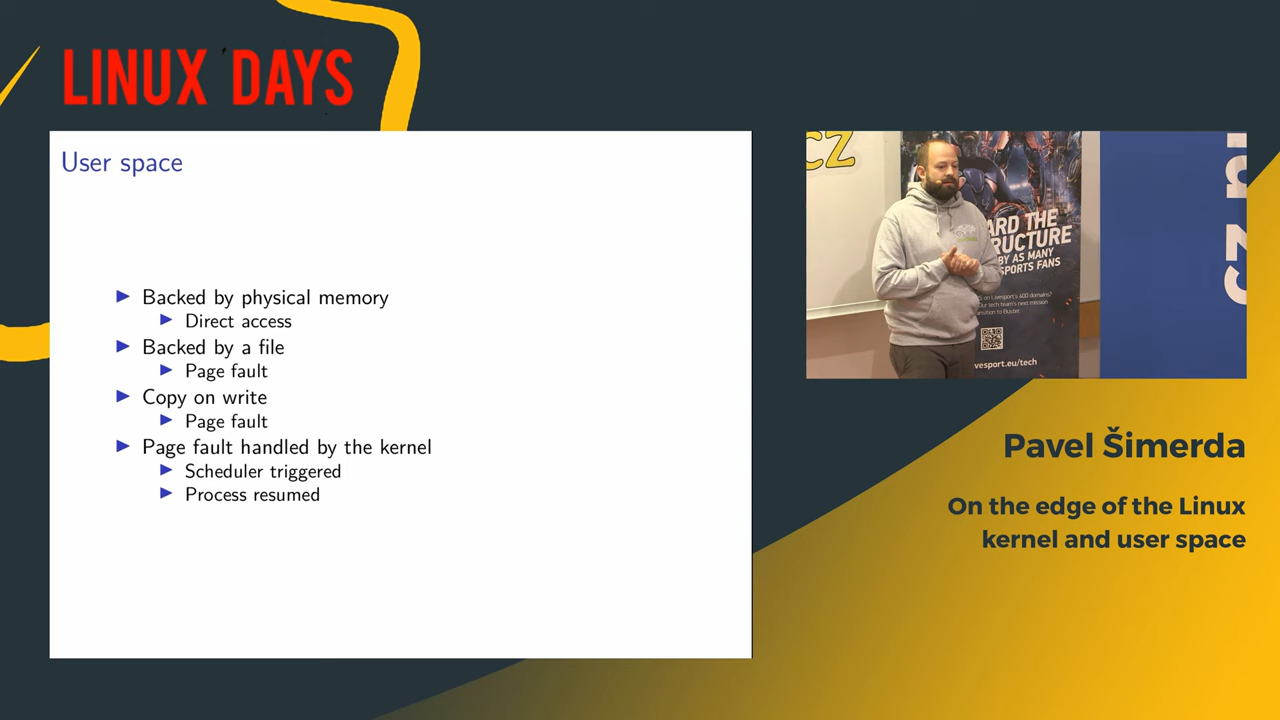 LINUX DAYS
User space
Backed by physical memory
Direct access
Backed by a file
Page fault
Copy on write
Page fault
Page fault handled by the kernel
Scheduler triggered
Process resumed
cz
ARD THE
RUCTURE
BY AS MANY
SPORTS FANS
vesport.eu/tech
Pavel Šimerda
On the edge of the Linux
kernel and user space